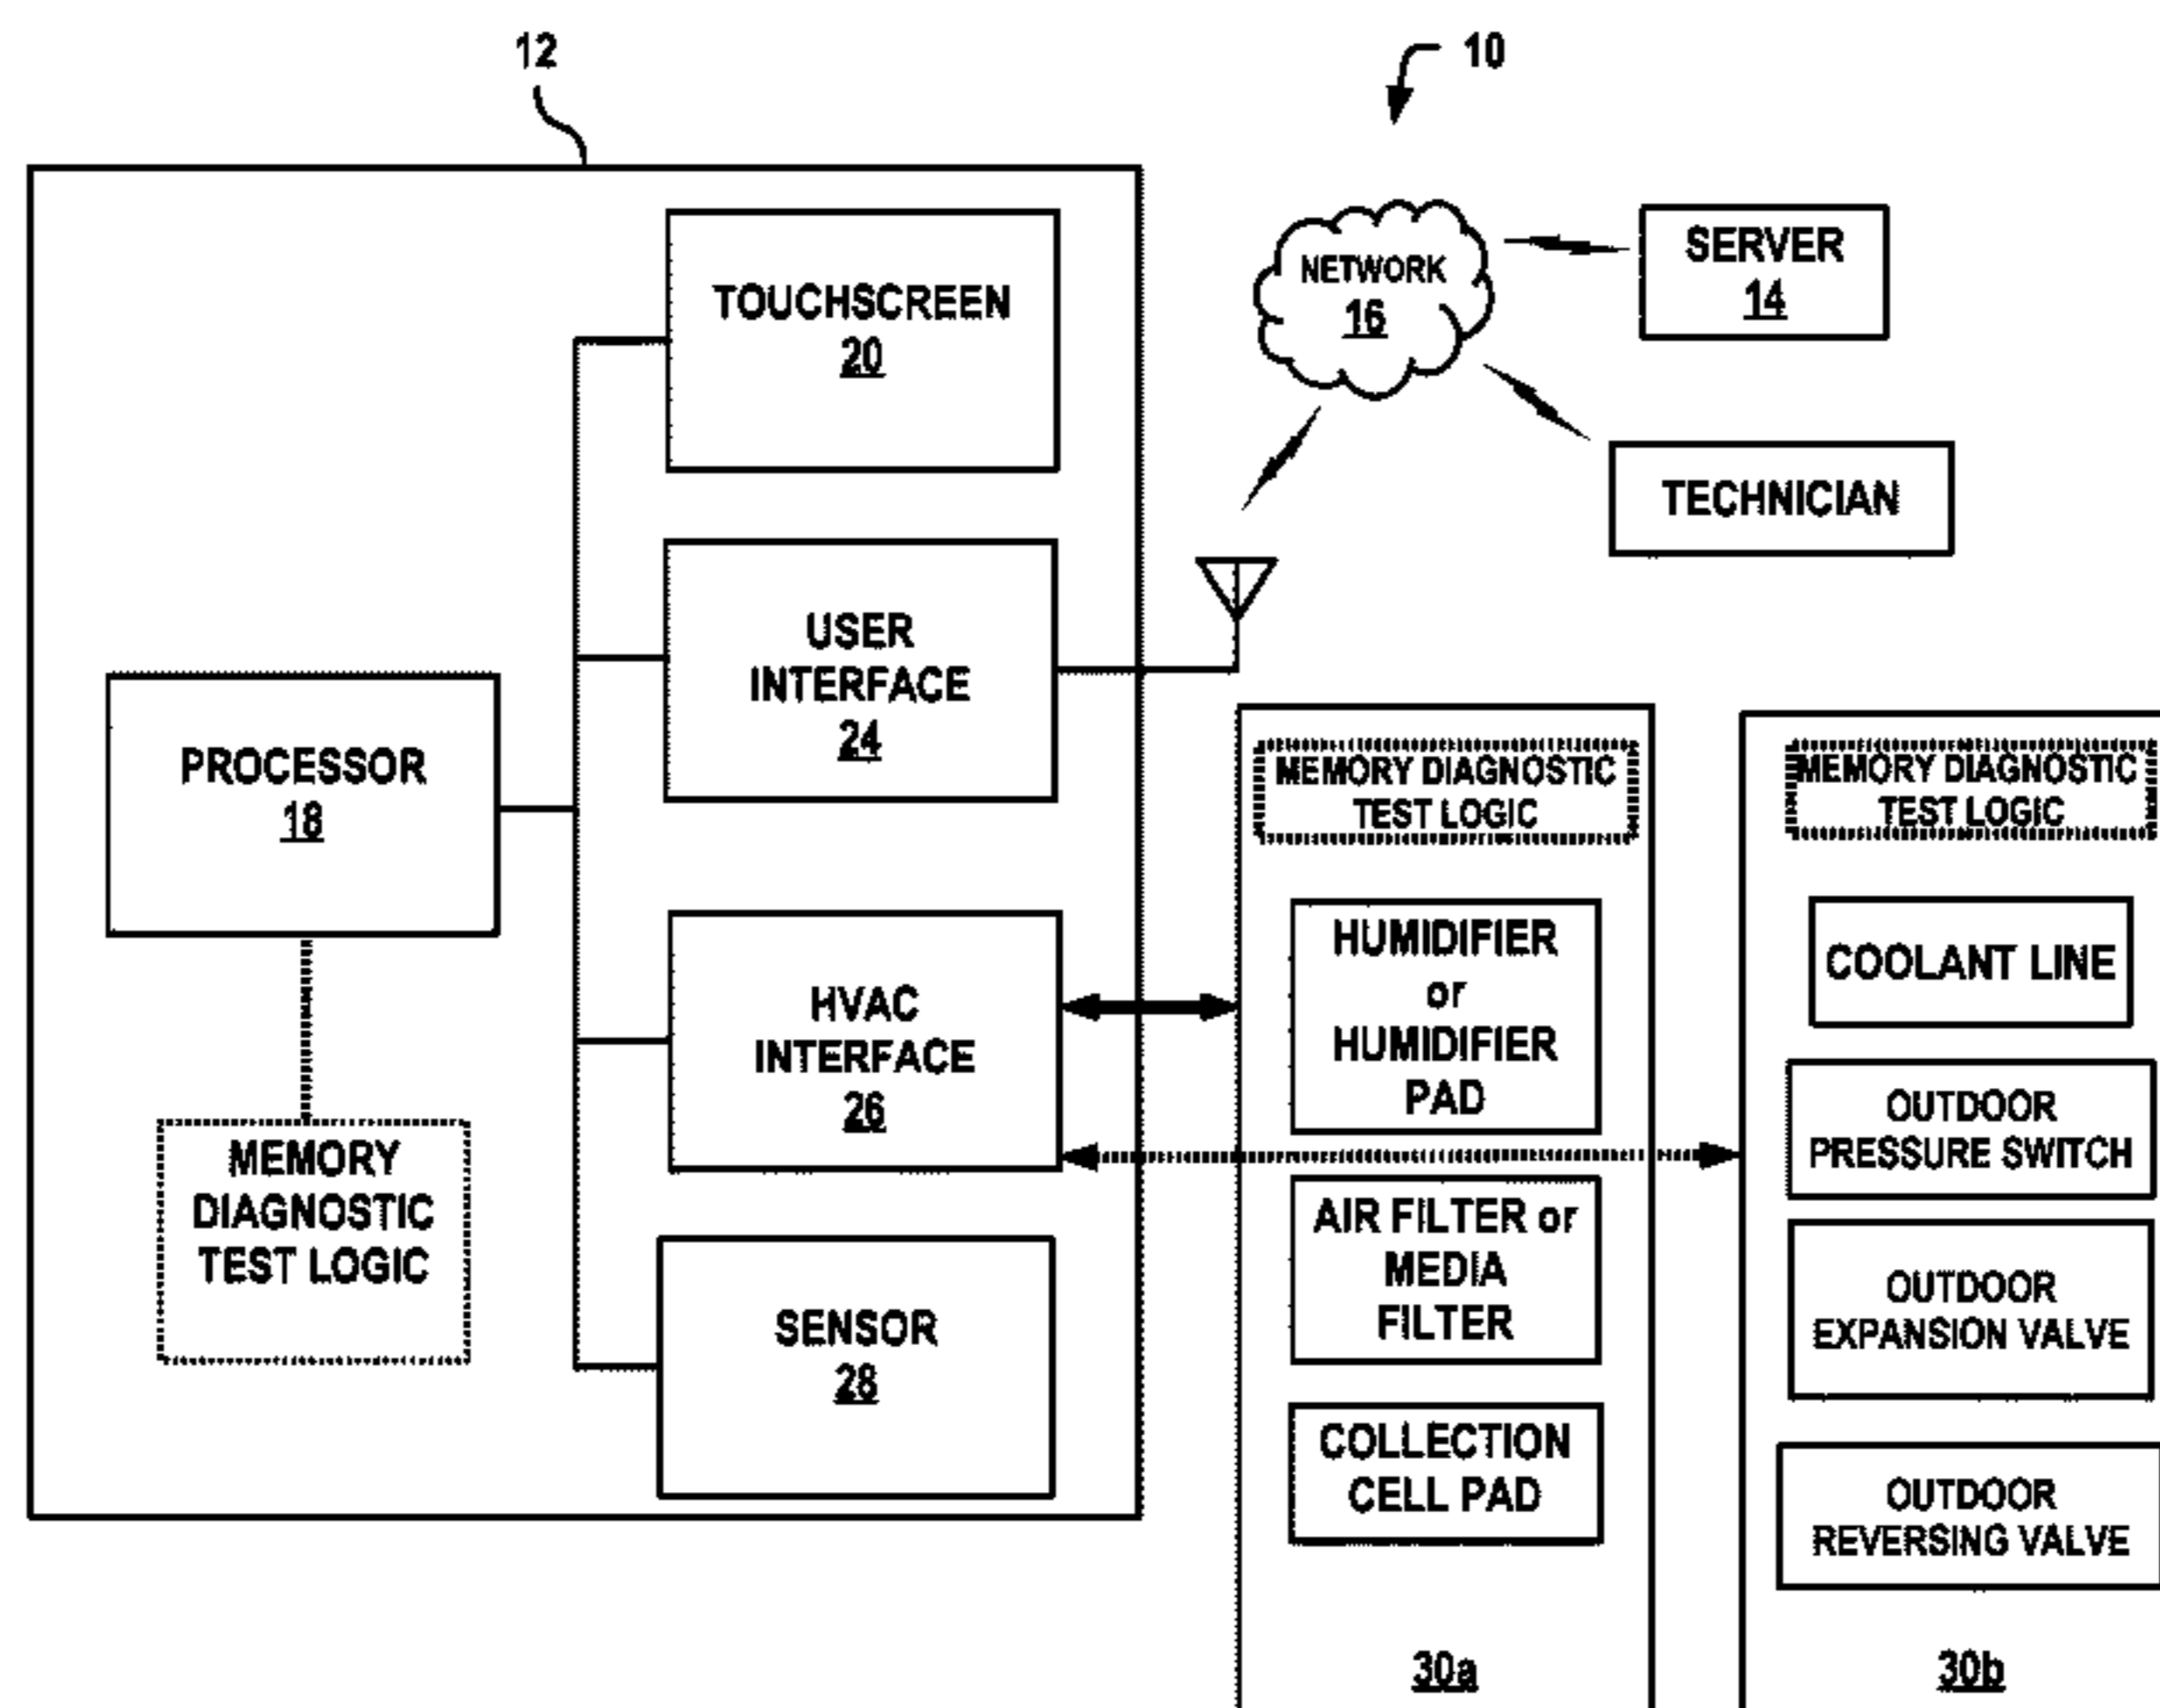 12
10
TOUCHSCREEN
20
NETWORK
16
SERVER
14
TECHNICIAN
USER
INTERFACE
24
PROCESSOR
18
MEMORY DIAGNOSTIC
TEST LOGIC
MEMORY DIAGNOSTIC
TEST LOGIC
HVAC
INTERFACE
26
HUMIDIFIER
or
HUMIDIFIER
PAD
COOLANT LINE
OUTDOOR
PRESSURE SWITCH
MEMORY
DIAGNOSTIC
TEST LOGIC
AIR FILTER or
MEDIA
FILTER
OUTDOOR
EXPANSION VALVE
SENSOR
28
COLLECTION
CELL PAD
OUTDOOR
REVERSING VALVE
30a
30b